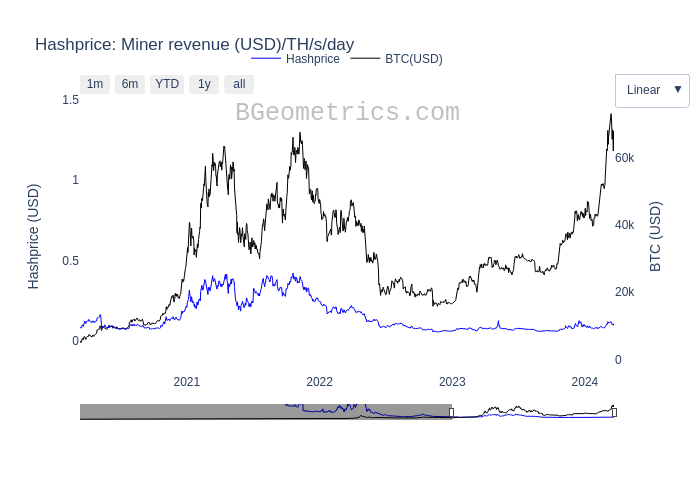 Hashprice: Miner revenue (USD)/TH/s/day
Hashprice BTC(USD)
1m 6m YTD 1y all
Linear ▼
BGeometrics.com
1.5
1
0.5
0
Hashprice (USD)
60k
40k
20k
0
BTC (USD)
2021 2022 2023 2024